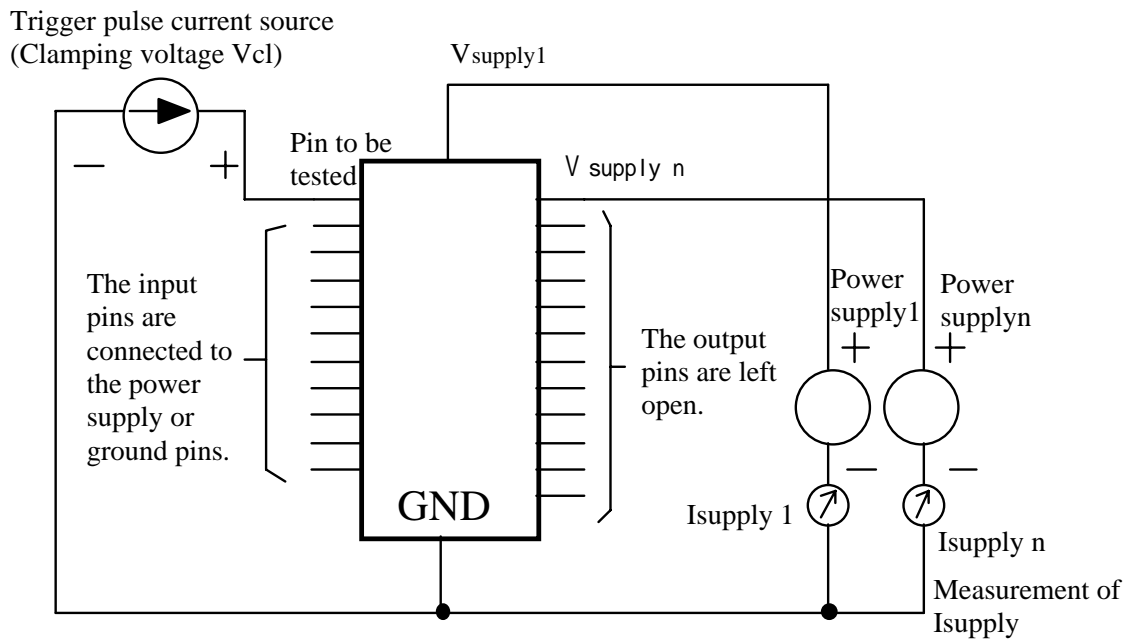 Trigger pulse current source
(Clamping voltage Vcl)
Vsupply1
Pin to be
tested
V supply n
− +
The input
pins are
connected to
the power
supply or
ground pins.
The output
pins are left
open.
Power
supply1
Power
supplyn
+ +
− −
GND
Isupply 1
Isupply n
Measurement of
Isupply